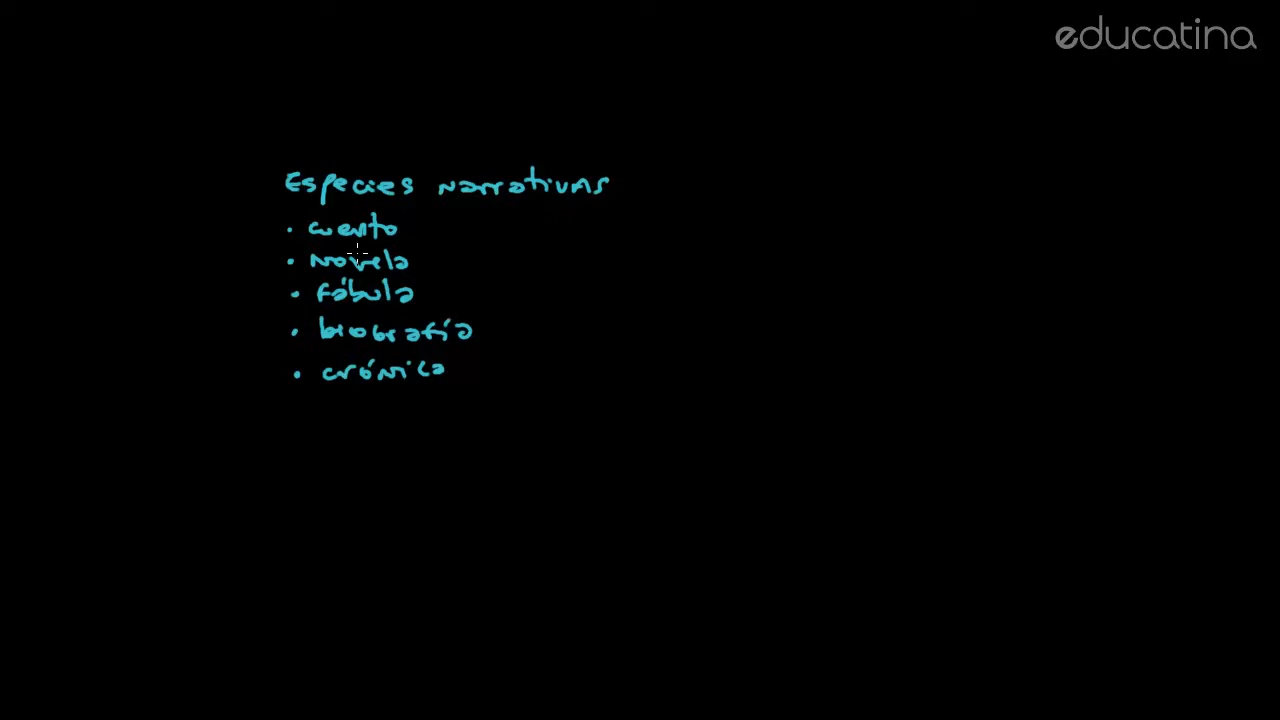 educatina
Especies narrativas
· cuento
· novela
· fábula
· biografía
· crónica